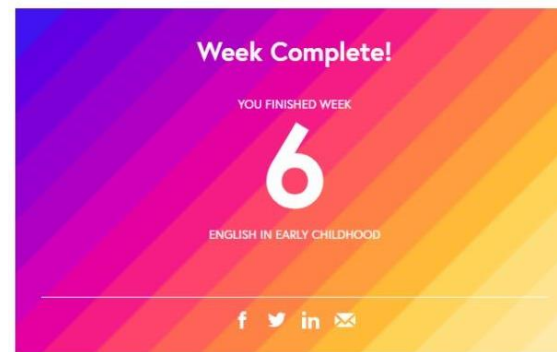 Week Complete!
YOU FINISHED WEEK
6
ENGLISH IN EARLY CHILDHOOD